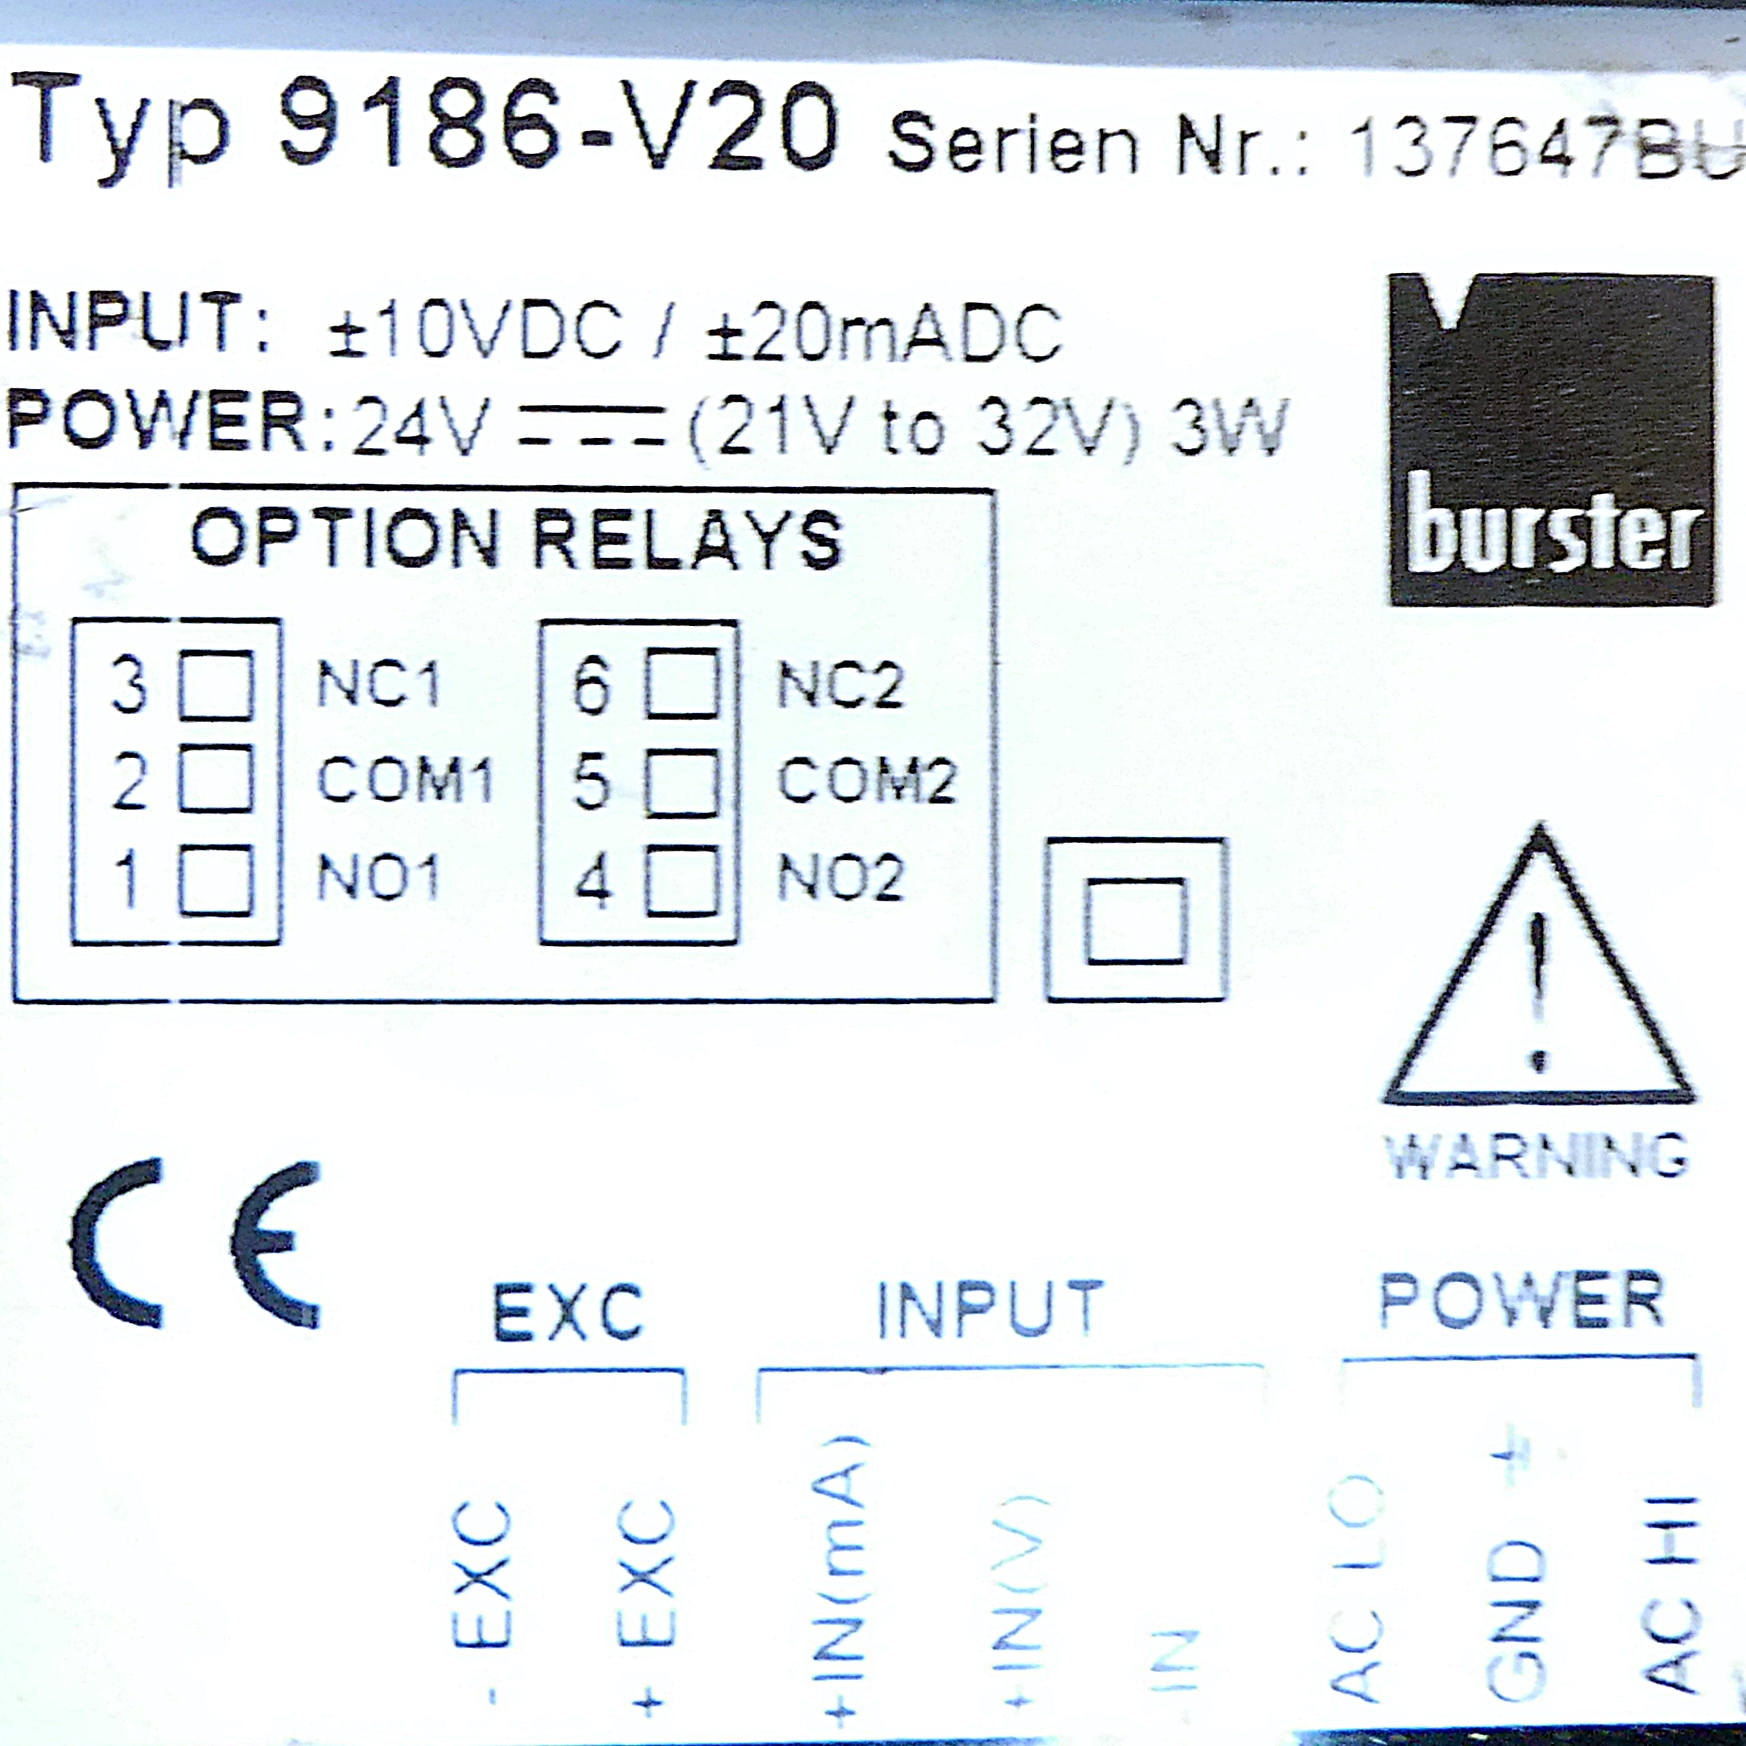 Typ 9186-V20 Serien Nr.: 137647BU
INPUT: ±10VDC / ±20mADC
POWER: 24V (21V to 32V) 3W
burster
OPTION RELAYS
3 NC1 6 NC2
2 COM1 5 COM2
1 NO1 4 NO2
WARNING
CE
EXC INPUT POWER
- EXC
+ EXC
+IN(mA)
+IN(V)
-IN
AC LO
GND
AC HI